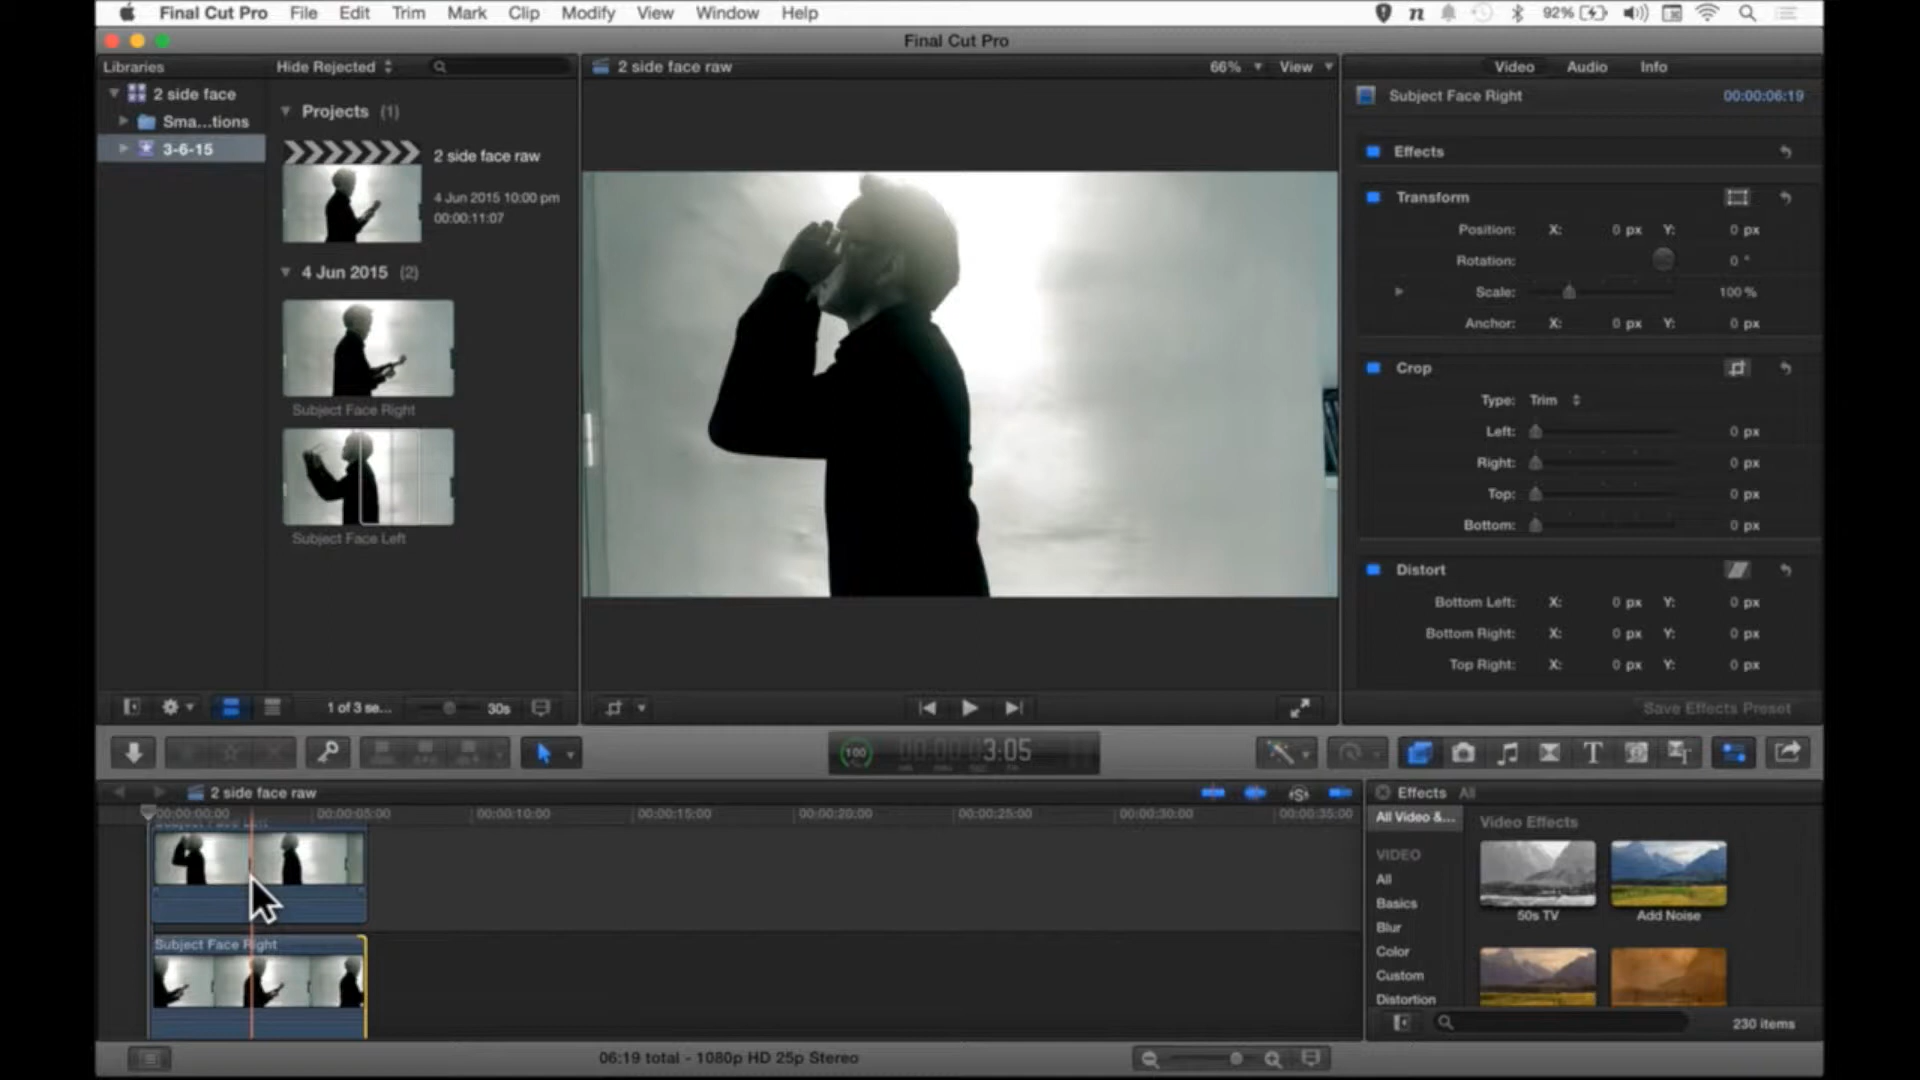 Final Cut Pro File Edit Trim Mark Clip Modify View Window Help 92%
Final Cut Pro
Libraries Hide Rejected
2 side face raw 66% View
Video Audio Info
2 side face
Sma...tions
3-6-15
Projects (1)
2 side face raw
4 Jun 2015 10:00 pm
00:00:11:07
4 Jun 2015 (2)
Subject Face Right
Subject Face Left
Subject Face Right 00:00:06:19
Effects
Transform
Position: X: 0 px Y: 0 px
Rotation: 0 °
Scale: 100 %
Anchor: X: 0 px Y: 0 px
Crop
Type: Trim
Left: 0 px
Right: 0 px
Top: 0 px
Bottom: 0 px
Distort
Bottom Left: X: 0 px Y: 0 px
Bottom Right: X: 0 px Y: 0 px
Top Right: X: 0 px Y: 0 px
1 of 3 se... 30s
Save Effects Preset
100 00:00:03:05
2 side face raw
00:00:00:00 00:00:05:00 00:00:10:00 00:00:15:00 00:00:20:00 00:00:25:00 00:00:30:00 00:00:35:00
Subject Face Left
Subject Face Right
Effects All
All Video &... Video Effects
VIDEO
All
Basics
Blur
Color
Custom
Distortion
50s TV Add Noise
230 items
06:19 total - 1080p HD 25p Stereo